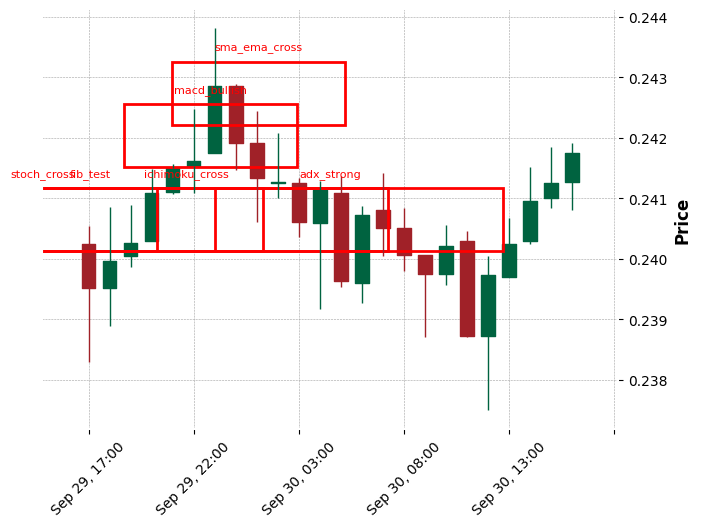 0.244
sma_ema_cross
0.243
macd_bullish
0.242
stoch_cross fib_test ichimoku_cross adx_strong
0.241
Price
0.240
0.239
0.238
Sep 29, 17:00
Sep 29, 22:00
Sep 30, 03:00
Sep 30, 08:00
Sep 30, 13:00